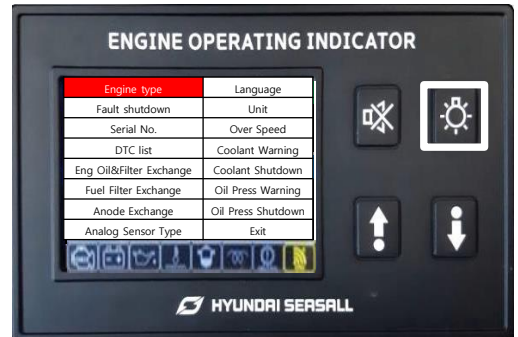 ENGINE OPERATING INDICATOR
Engine type
Language
Fault shutdown
Unit
Serial No.
Over Speed
DTC list
Coolant Warning
Eng Oil&Filter Exchange
Coolant Shutdown
Fuel Filter Exchange
Oil Press Warning
Anode Exchange
Oil Press Shutdown
Analog Sensor Type
Exit
HYUNDAI SEASALL